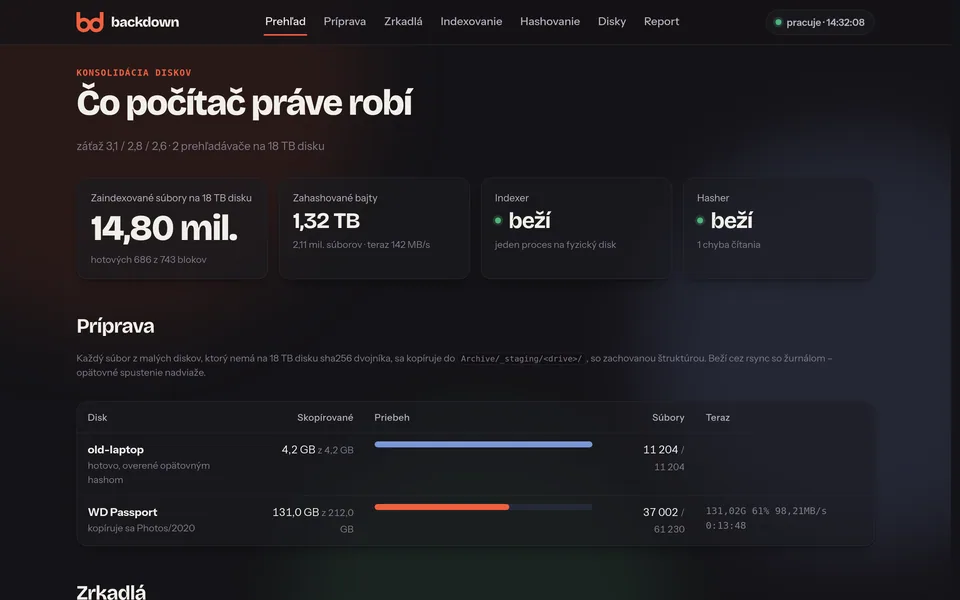 bd backdown
Prehľad Príprava Zrkadlá Indexovanie Hashovanie Disky Report
pracuje · 14:32:08
KONSOLIDÁCIA DISKOV
Čo počítač práve robí
záťaž 3,1 / 2,8 / 2,6 · 2 prehľadávače na 18 TB disku
Zaindexované súbory na 18 TB disku
14,80 mil.
hotových 686 z 743 blokov
Zahashované bajty
1,32 TB
2,11 mil. súborov · teraz 142 MB/s
Indexer
beží
jeden proces na fyzický disk
Hasher
beží
1 chyba čítania
Príprava
Každý súbor z malých diskov, ktorý nemá na 18 TB disku sha256 dvojníka, sa kopíruje do Archive/_staging/<drive>/ , so zachovanou štruktúrou. Beží cez rsync so žurnálom –
opätovné spustenie nadviaže.
Disk Skopírované Priebeh Súbory Teraz
old-laptop 4,2 GB z 4,2 GB 11 204 /
hotovo, overené opätovným 11 204
hashom
WD Passport 131,0 GB z 212,0 37 002 / 131,02G 61% 98,21MB/s
kopíruje sa Photos/2020 GB 61 230 0:13:48
Zrkadlá